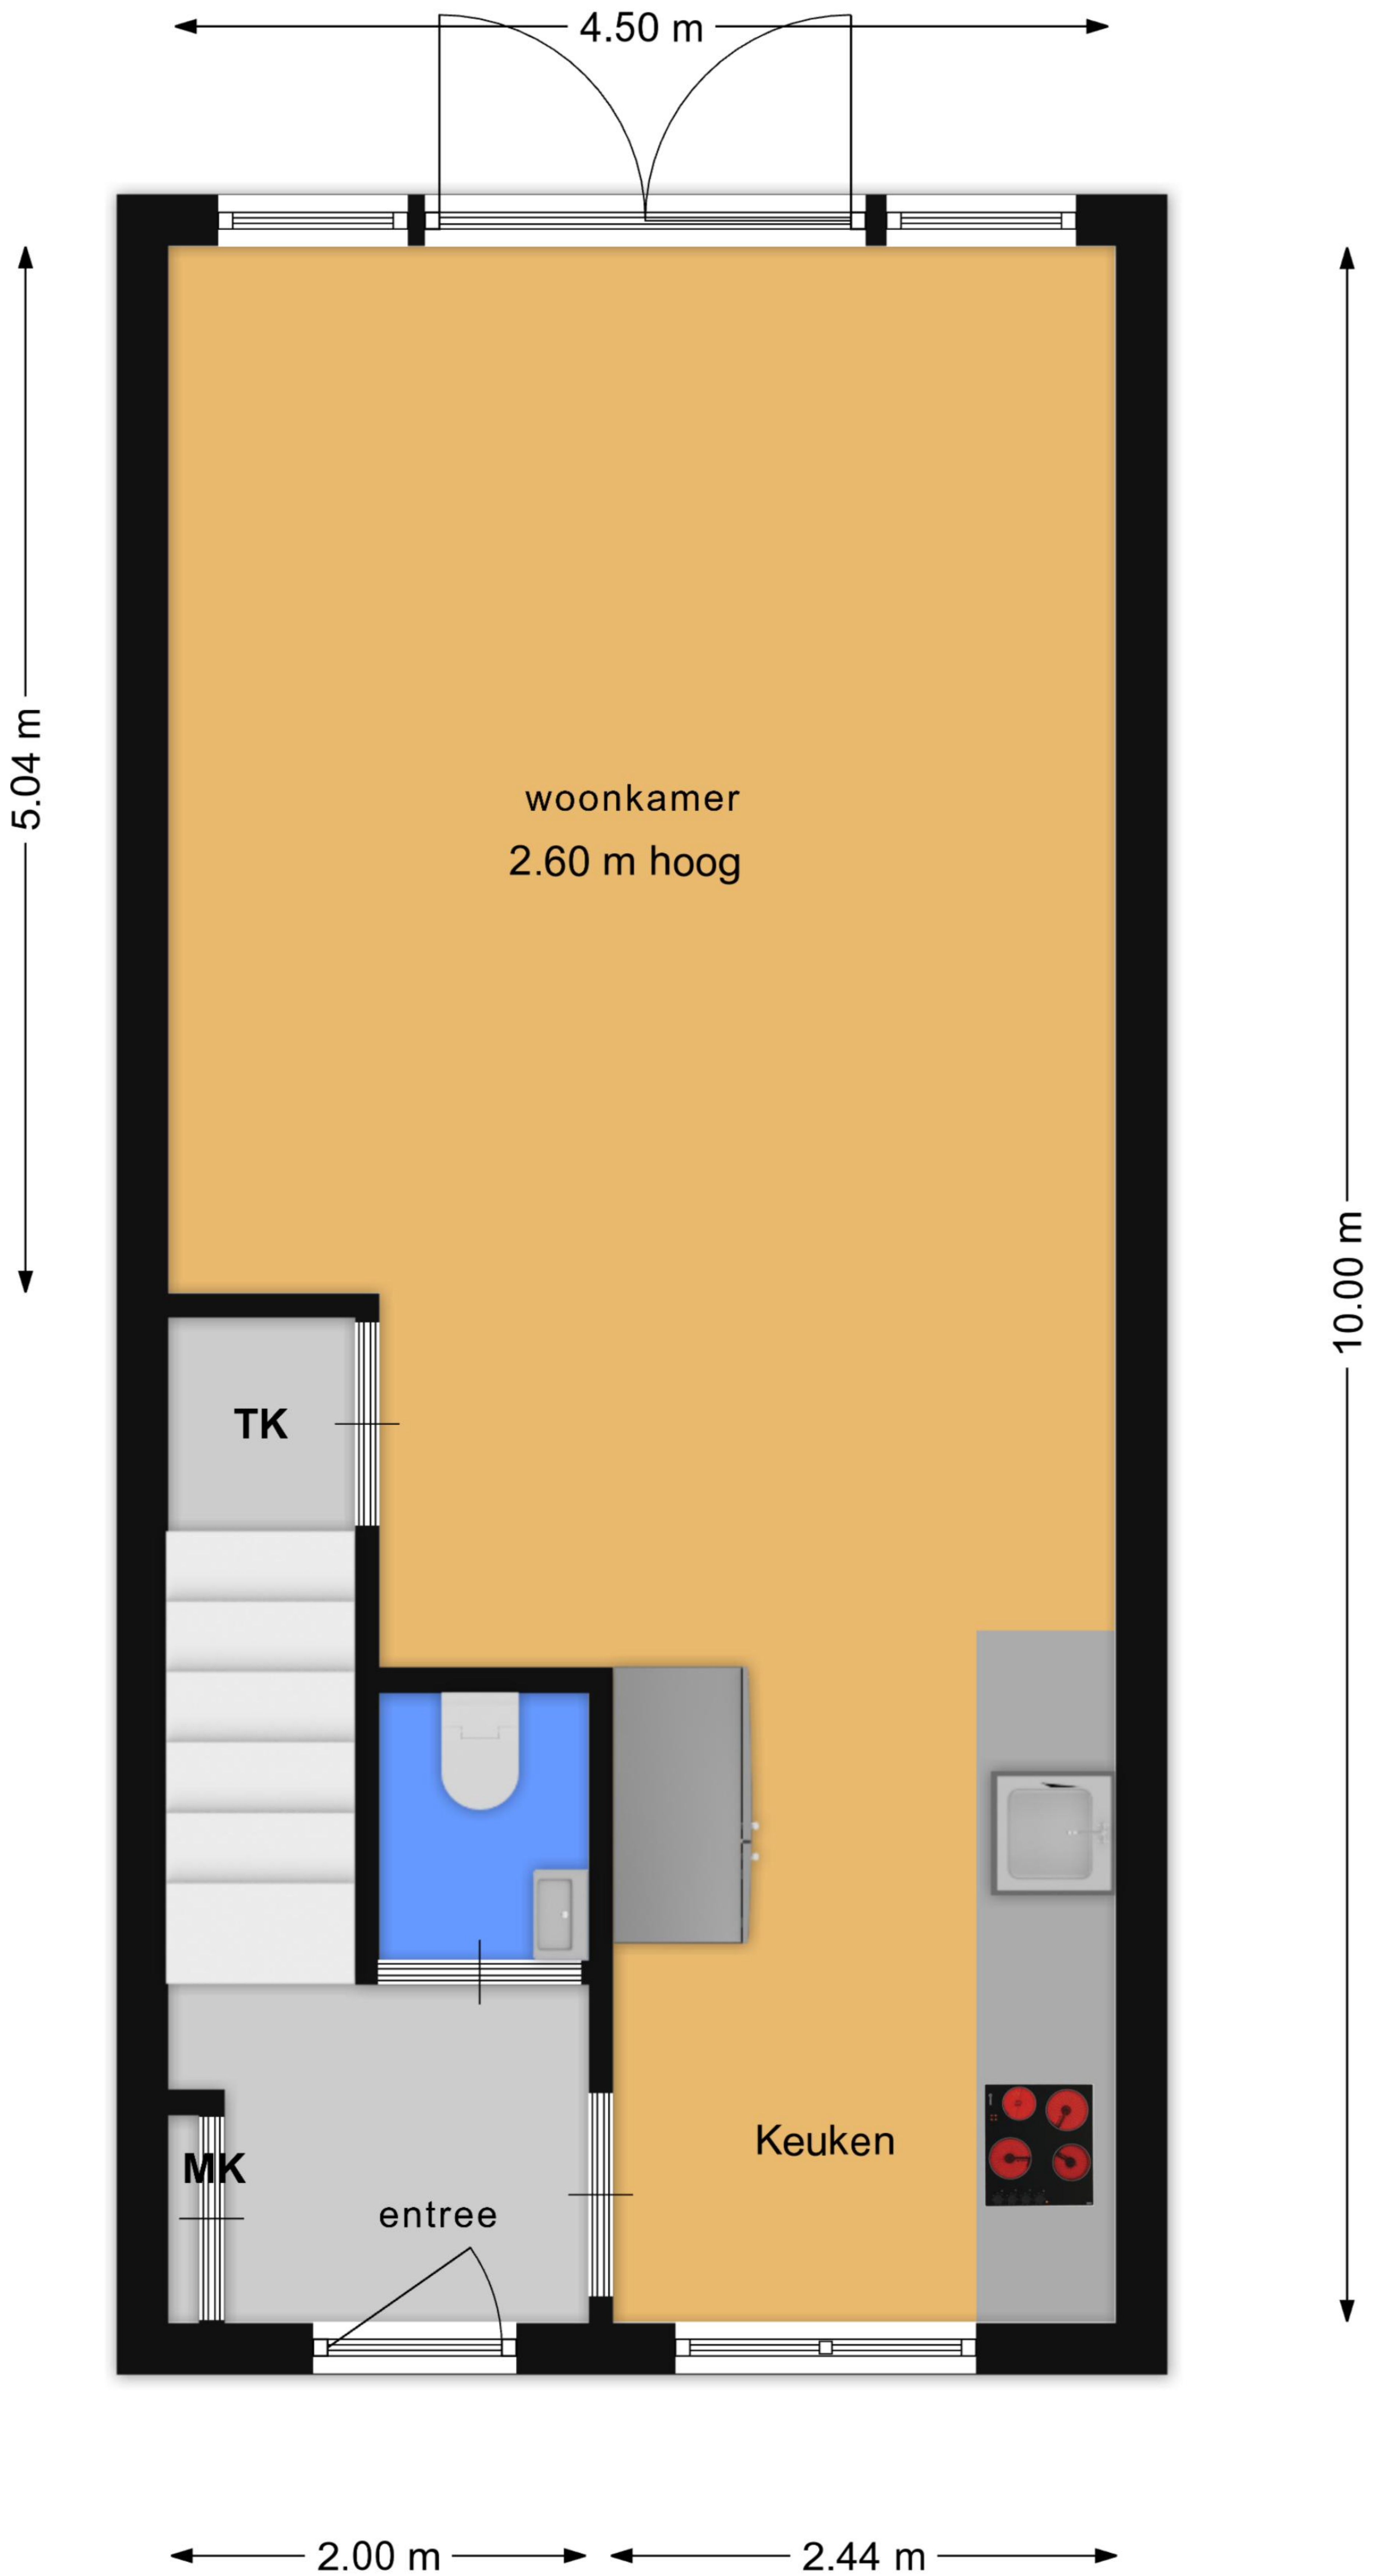 4.50 m
5.04 m
woonkamer
2.60 m hoog
10.00 m
TK
Keuken
MK
entree
2.00 m
2.44 m